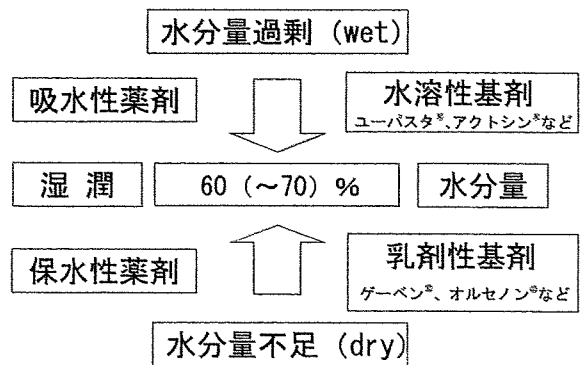 水分量過剰 (wet)
吸水性薬剤
水溶性基剤
ユーパスタ®、アクトシン®など
湿 潤
60 (～70) %
水分量
保水性薬剤
乳剤性基剤
ゲーベン®、オルセノン®など
水分量不足 (dry)